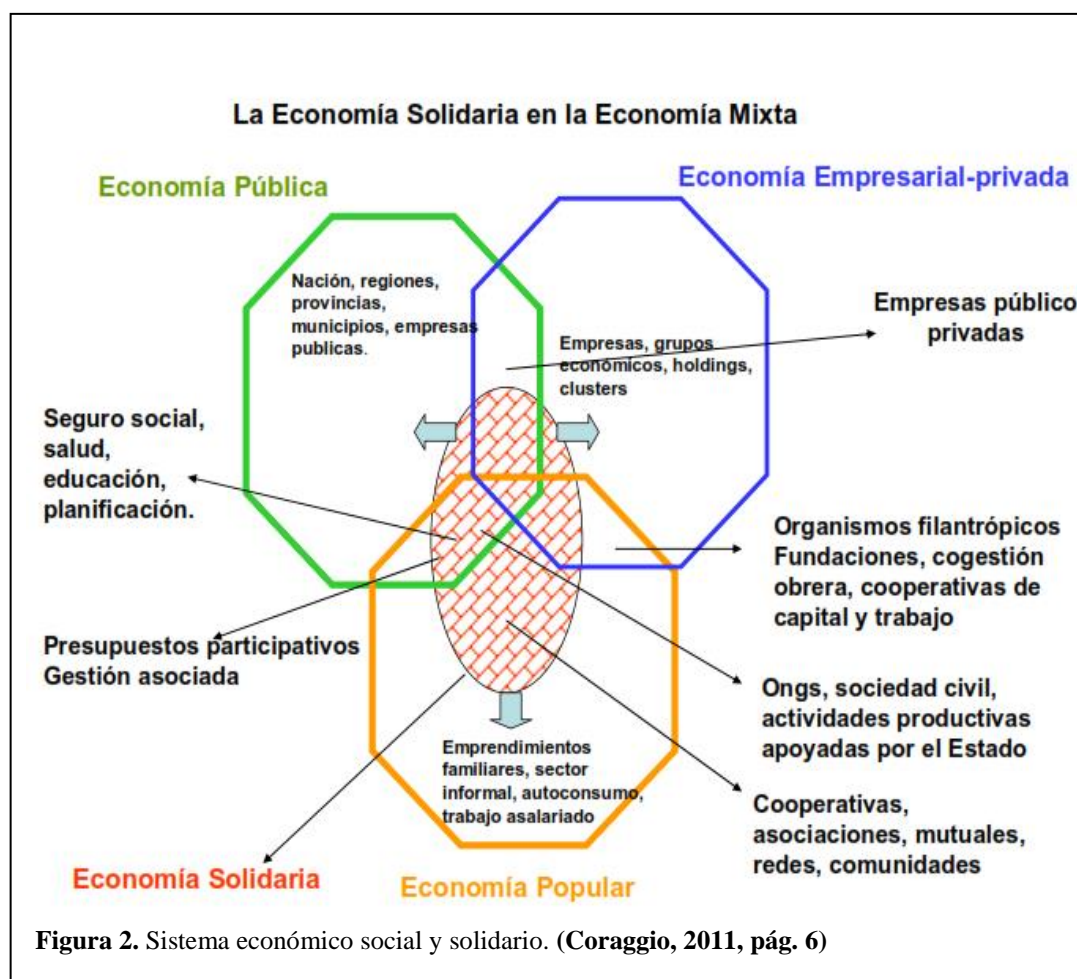 La Economía Solidaria en la Economía Mixta
Economía Pública
Economía Empresarial-privada
Nación, regiones,
provincias,
municipios, empresas
publicas.
Empresas, grupos
económicos, holdings,
clusters
Empresas público
privadas
Seguro social,
salud,
educación,
planificación.
Organismos filantrópicos
Fundaciones, cogestión
obrera, cooperativas de
capital y trabajo
Presupuestos participativos
Gestión asociada
Ongs, sociedad civil,
actividades productivas
apoyadas por el Estado
Emprendimientos
familiares, sector
informal, autoconsumo,
trabajo asalariado
Cooperativas,
asociaciones, mutuales,
redes, comunidades
Economía Solidaria
Economía Popular
Figura 2. Sistema económico social y solidario. (Coraggio, 2011, pág. 6)